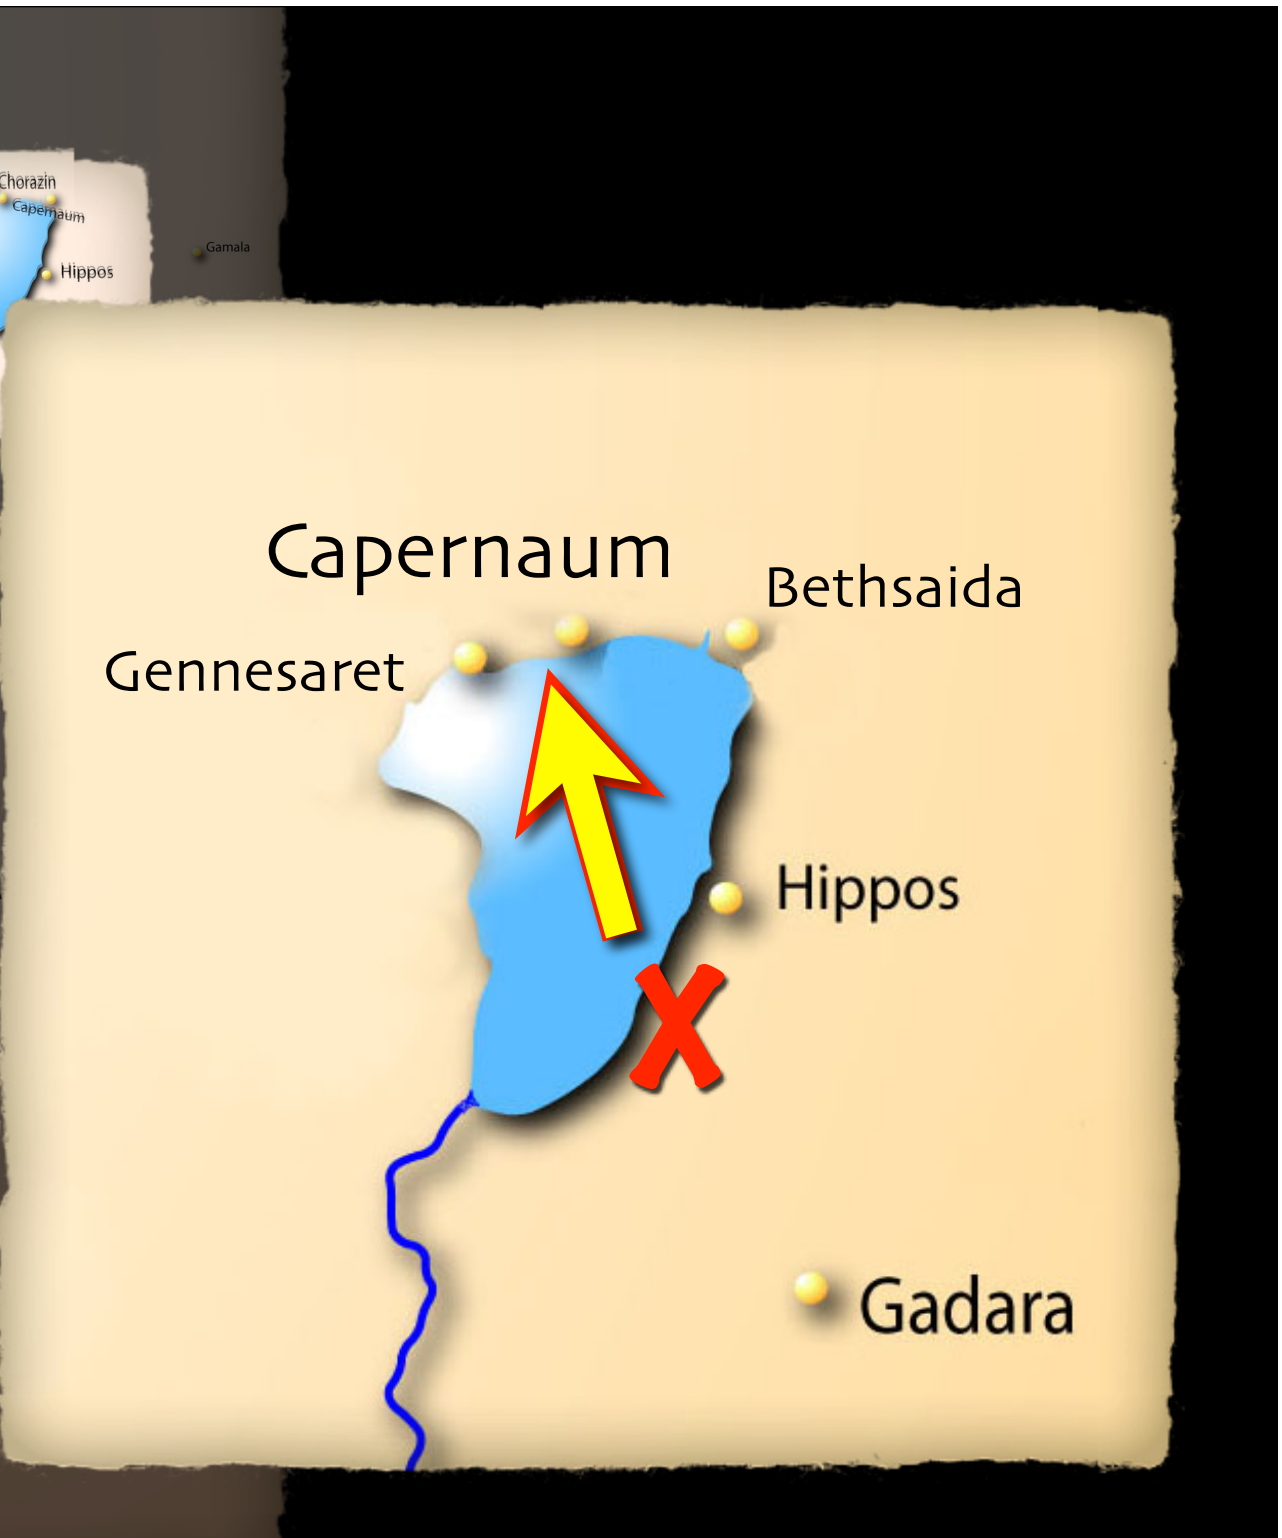 Chorazin
Capernaum
Gamala
Hippos
Capernaum
Bethsaida
Gennesaret
Hippos
Gadara